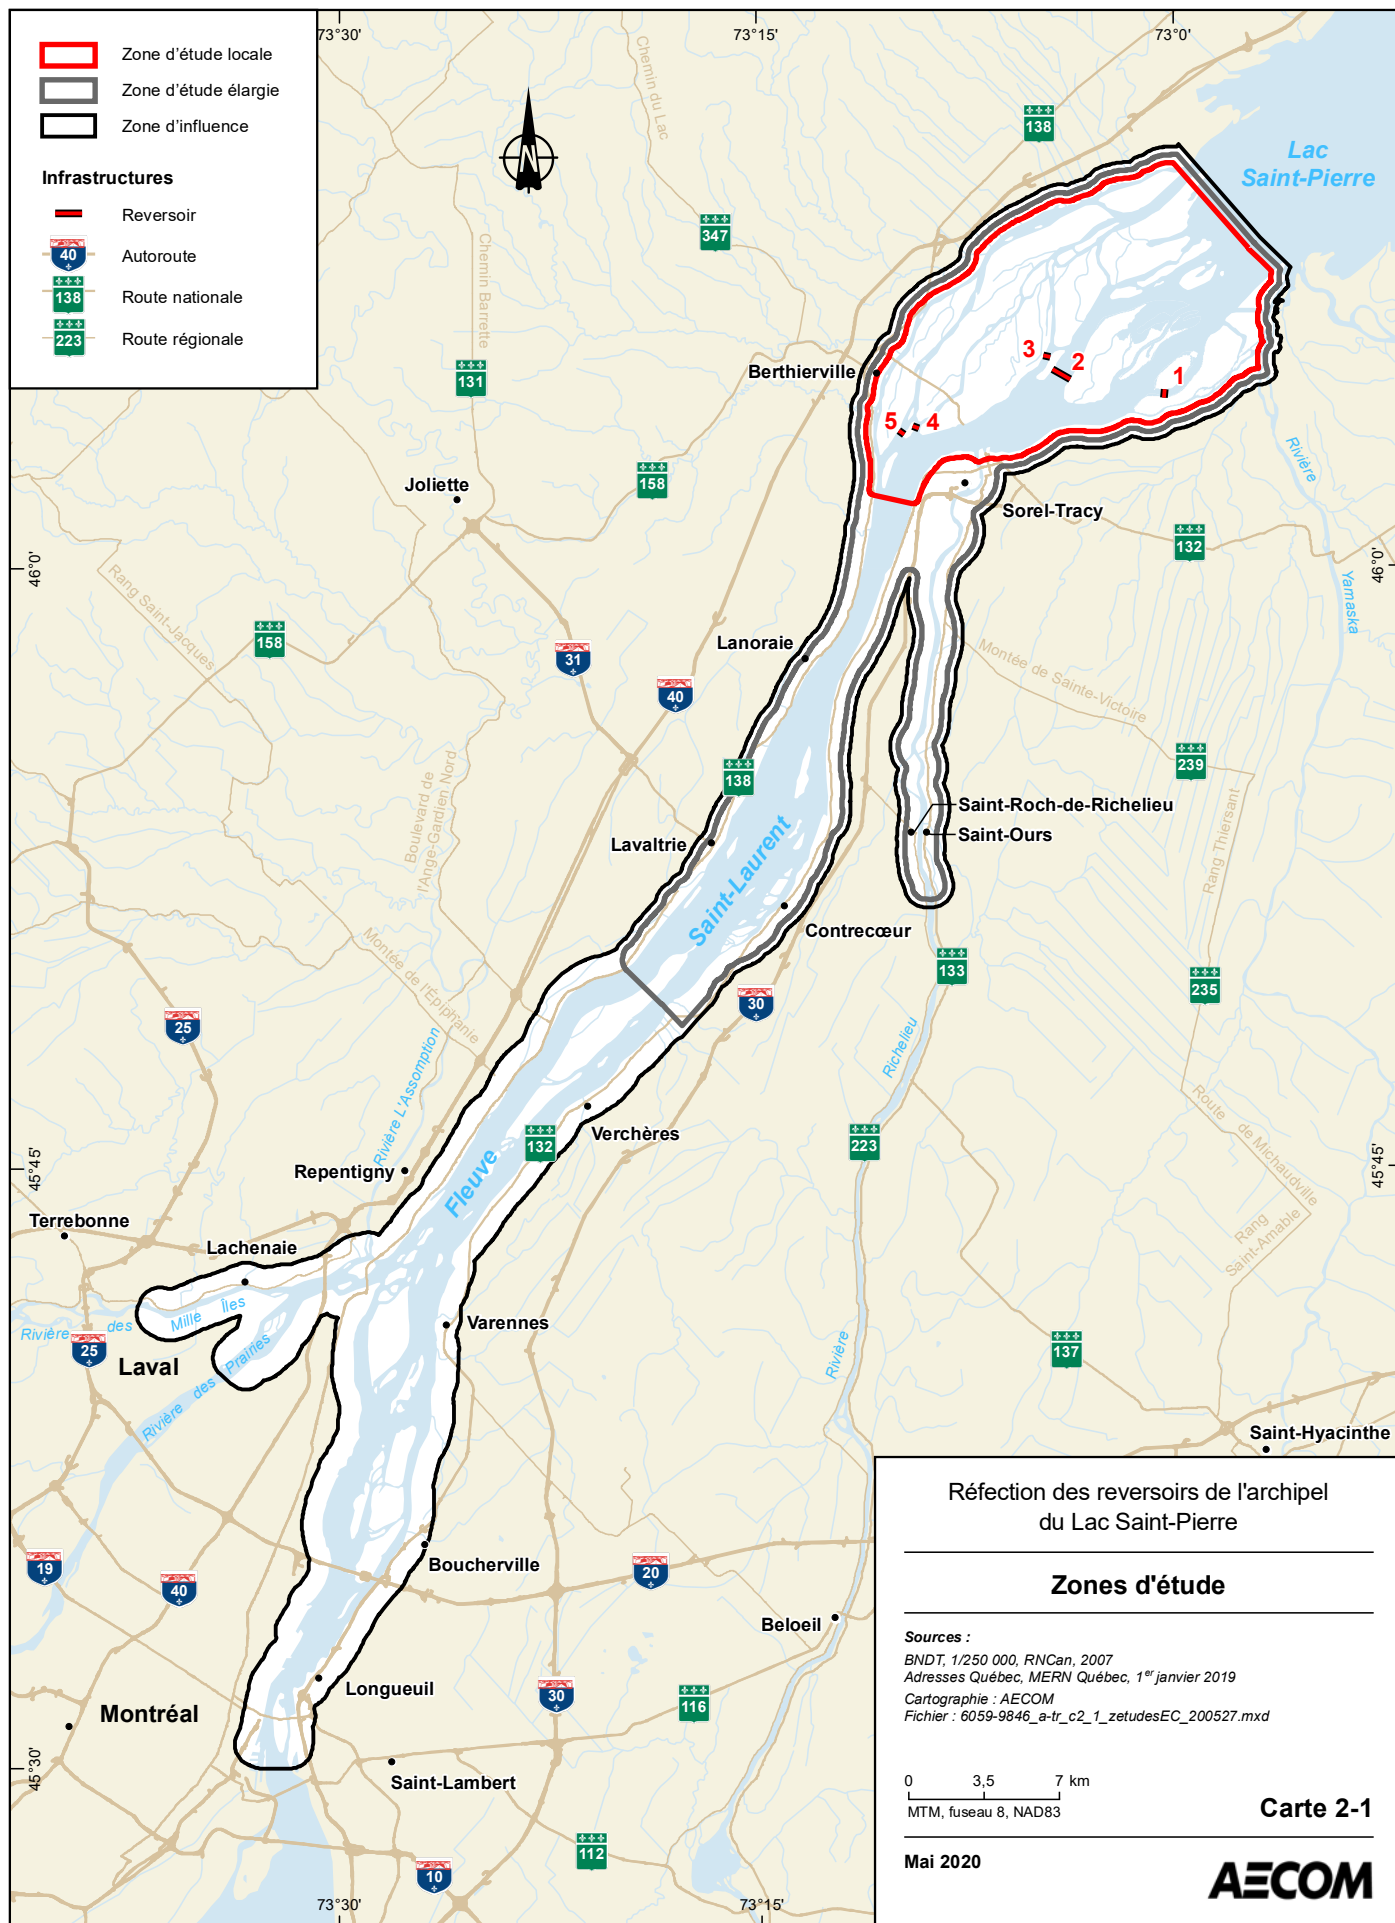 73°30'
73°15'
73°0'
Zone d'étude locale
Zone d'étude élargie
Zone d'influence
Infrastructures
Reversoir
40
Autoroute
138
Route nationale
223
Route régionale
N
Chemin du Lac
138
Lac
Saint-Pierre
347
Chemin Barrette
131
Berthierville
3
2
1
5
4
Rivière
Yamaska
Joliette
158
Sorel-Tracy
132
46°0'
46°0'
Rang Saint-Jacques
158
31
Lanoraie
40
Montée de Sainte-Victoire
138
239
Boulevard de
l'Ange-Gardien Nord
Saint-Roch-de-Richelieu
Saint-Ours
Lavaltrie
Rang Thiersant
Fleuve
Saint-Laurent
Contrecœur
Montée de l'Épiphanie
133
235
25
30
Rivière L'Assomption
Richelieu
Verchères
132
223
Route de Michaudville
45°45'
45°45'
Repentigny
Terrebonne
Lachenaie
Rang
Saint-Amable
Rivière des Mille Îles
Varennes
25
Laval
Rivière des Prairies
Rivière
137
Saint-Hyacinthe
19
40
Boucherville
20
Beloeil
Longueuil
30
116
Montréal
Saint-Lambert
45°30'
112
10
73°30'
73°15'
Réfection des reversoirs de l'archipel
du Lac Saint-Pierre
Zones d'étude
Sources :
BNDT, 1/250 000, RNCan, 2007
Adresses Québec, MERN Québec, 1er janvier 2019
Cartographie : AECOM
Fichier : 6059-9846_a-tr_c2_1_zetudesEC_200527.mxd
0 3,5 7 km
MTM, fuseau 8, NAD83
Carte 2-1
Mai 2020
AECOM